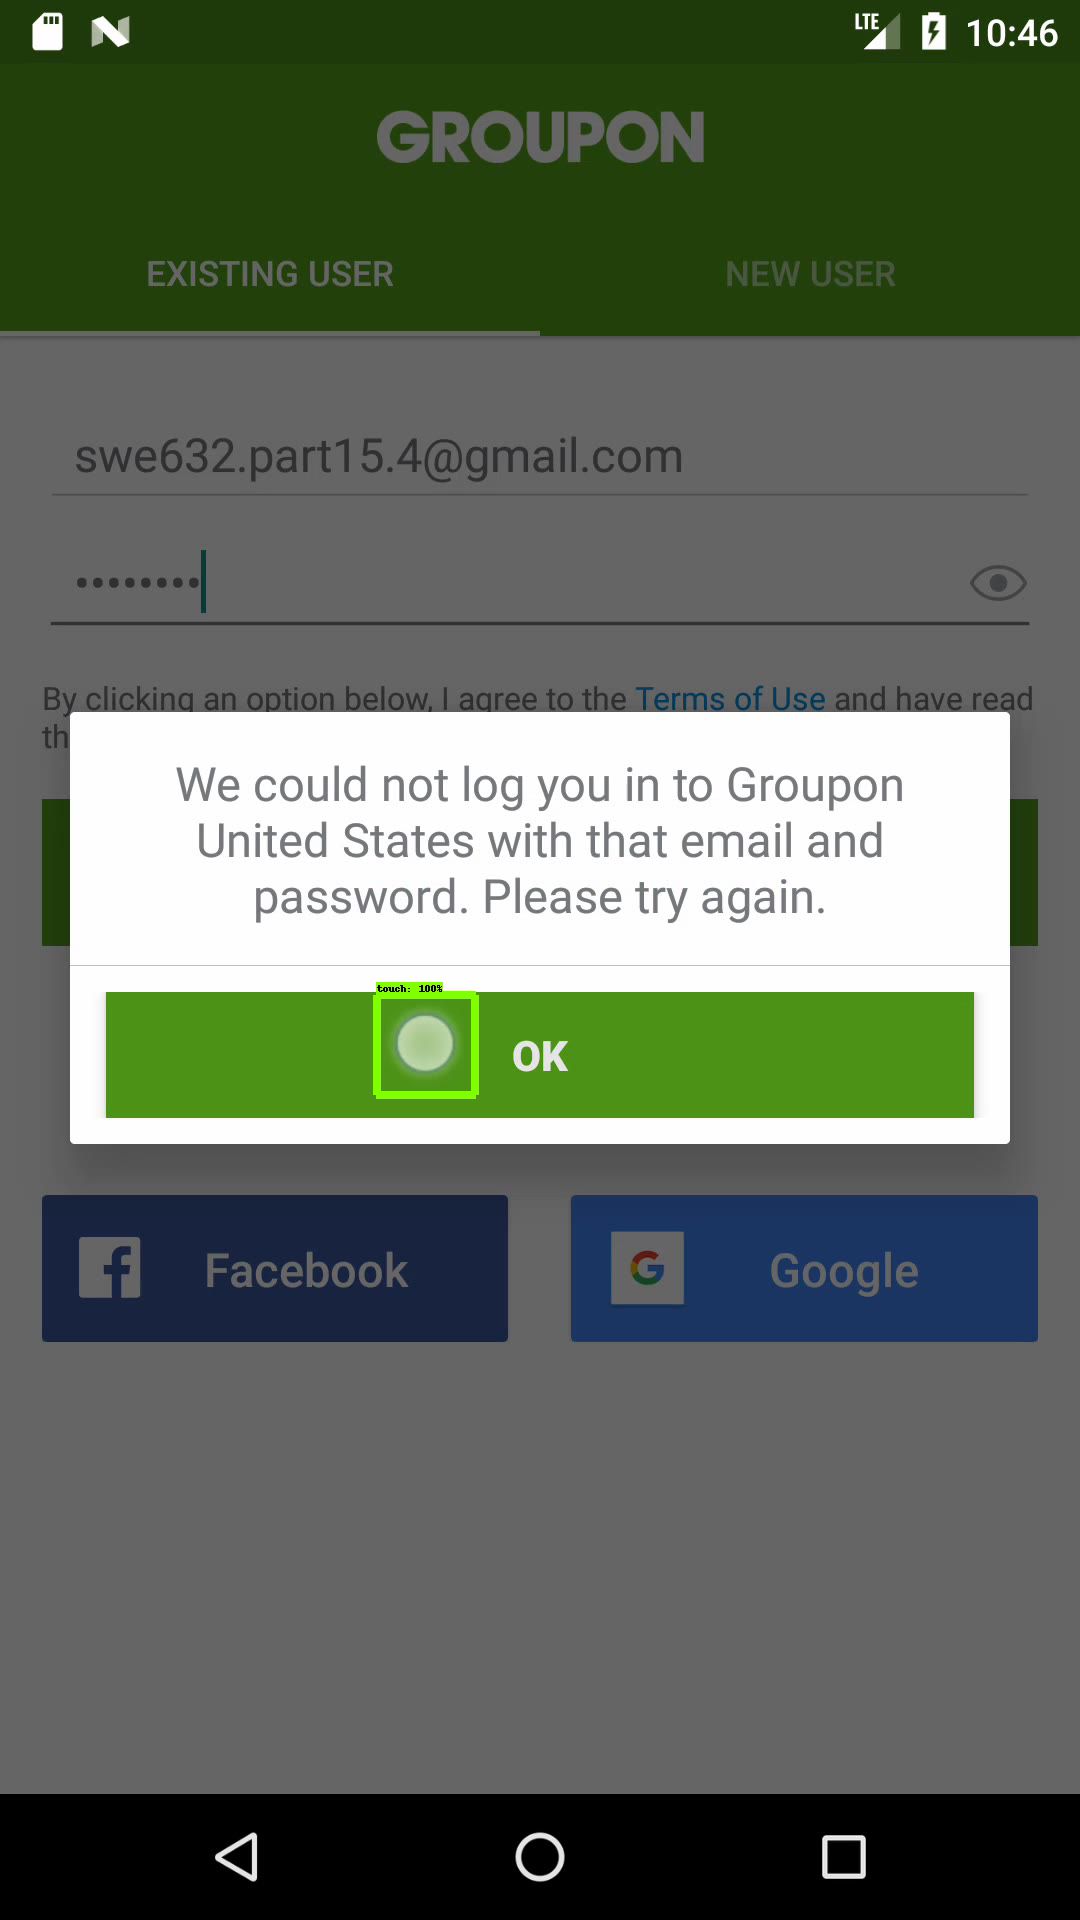 LTE 10:46
GROUPON
EXISTING USER NEW USER
swe632.part15.4@gmail.com
••••••••
By clicking an option below, I agree to the Terms of Use and have read
th
We could not log you in to Groupon
United States with that email and
password. Please try again.
touch: 100%
OK
Facebook
G Google